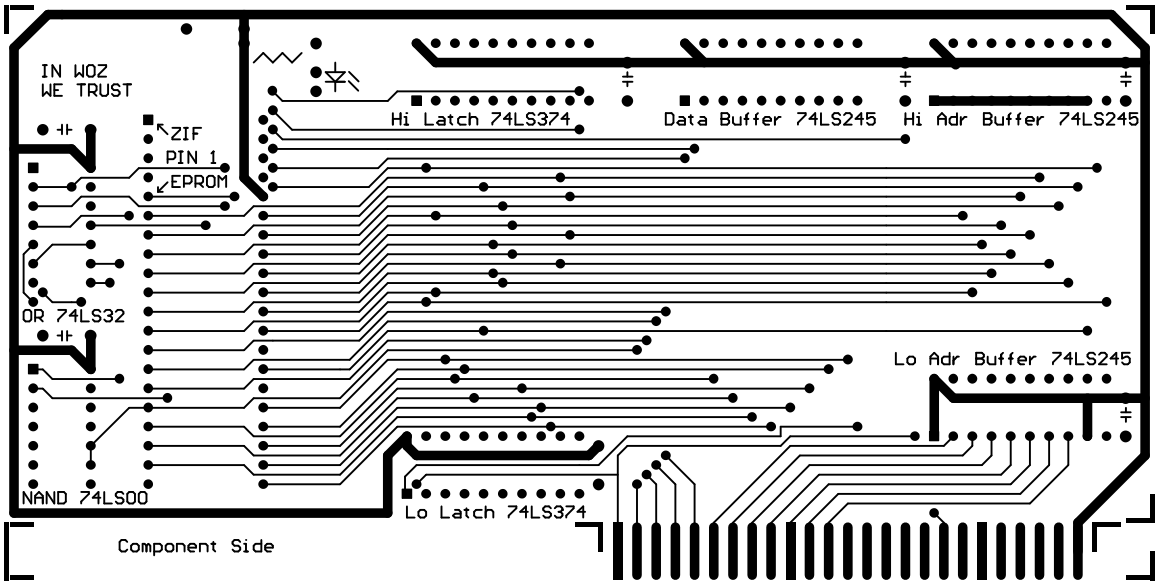 IN WOZ
WE TRUST
ZIF
PIN 1
EPROM
Hi Latch 74LS374
Data Buffer 74LS245
Hi Adr Buffer 74LS245
OR 74LS32
Lo Adr Buffer 74LS245
NAND 74LS00
Lo Latch 74LS374
Component Side